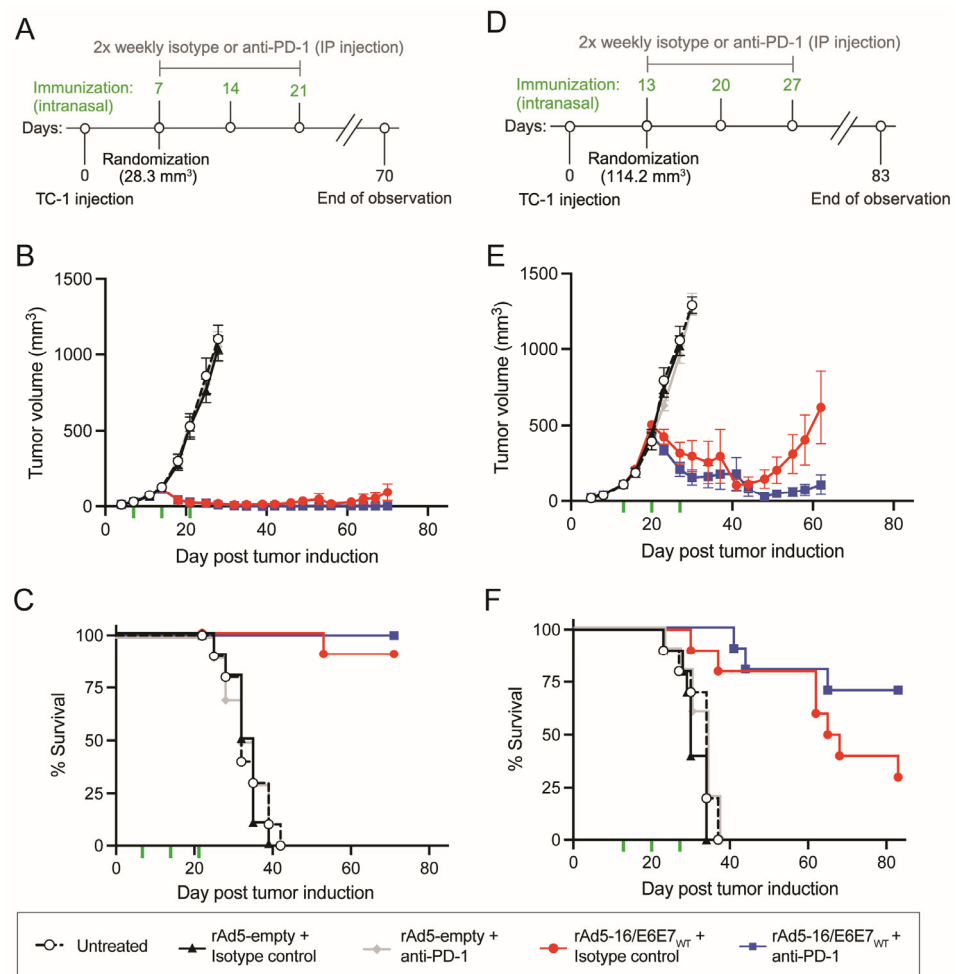 A
2x weekly isotype or anti-PD-1 (IP injection)
Immunization:
(intranasal)
7
14
21
Days:
Randomization
(28.3 mm³)
0
70
TC-1 injection
End of observation
D
2x weekly isotype or anti-PD-1 (IP injection)
Immunization:
(intranasal)
13
20
27
Days:
Randomization
(114.2 mm³)
0
83
TC-1 injection
End of observation
B
Tumor volume (mm³)
1500
1000
500
0
0
20
40
60
80
Day post tumor induction
E
Tumor volume (mm³)
1500
1000
500
0
0
20
40
60
80
Day post tumor induction
C
% Survival
100
75
50
25
0
0
20
40
60
80
Day post tumor induction
F
% Survival
100
75
50
25
0
0
20
40
60
80
Day post tumor induction
Untreated
rAd5-empty +
Isotype control
rAd5-empty +
anti-PD-1
rAd5-16/E6E7WT +
Isotype control
rAd5-16/E6E7WT +
anti-PD-1